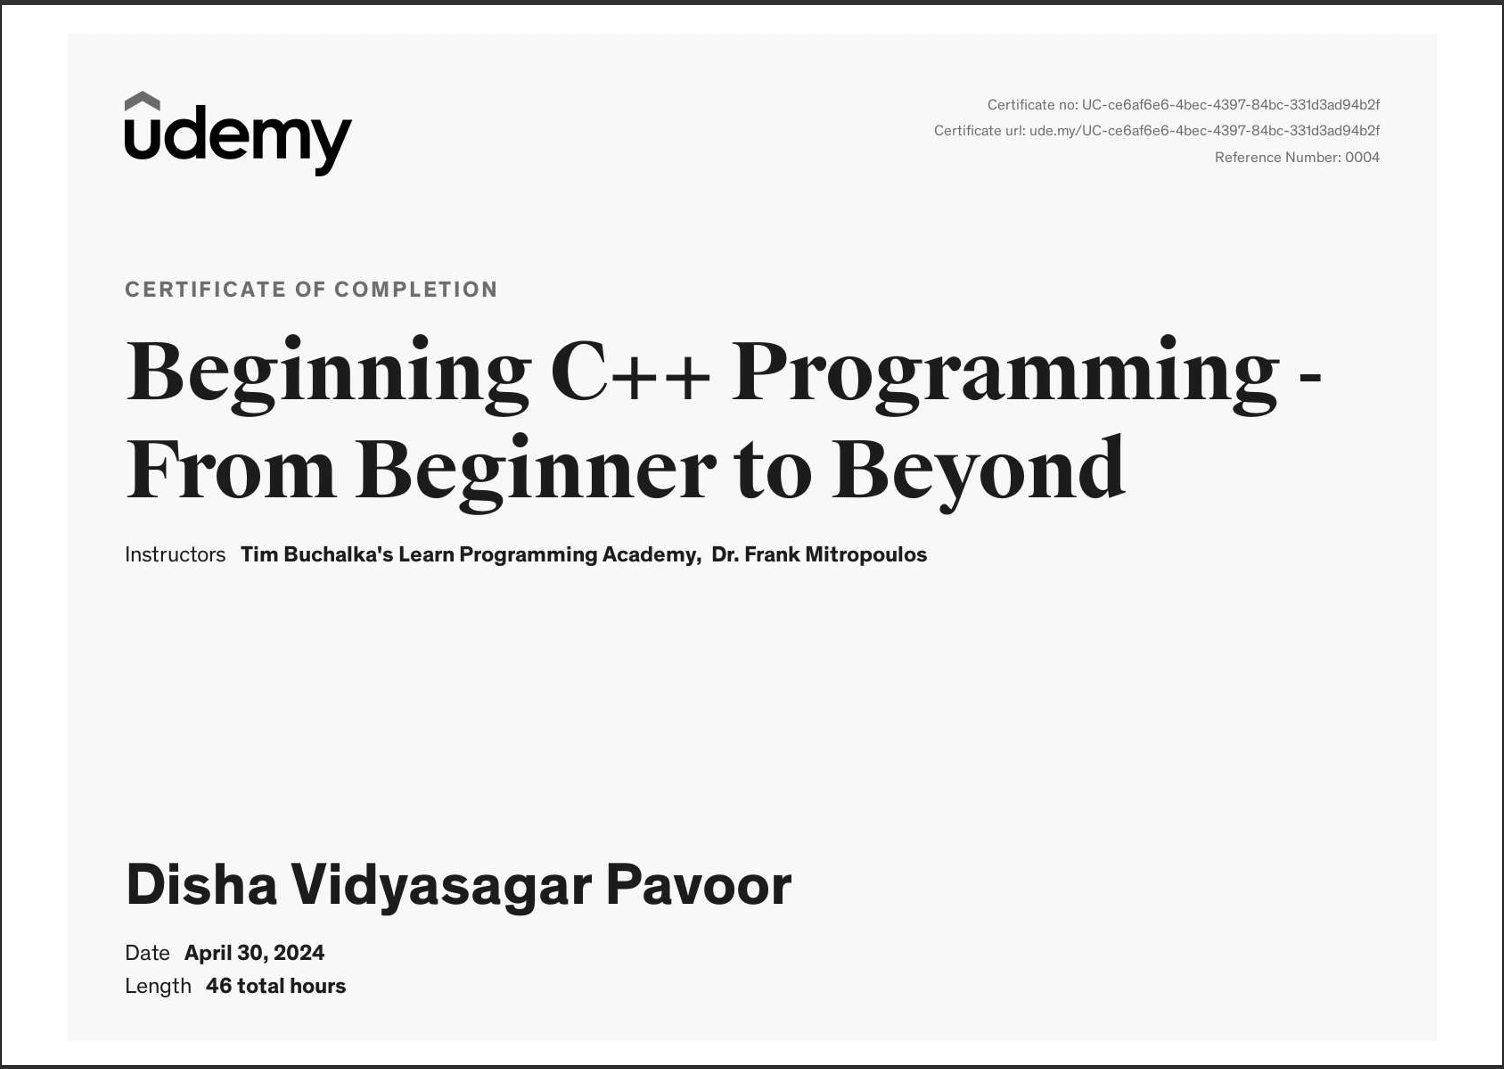 udemy
Certificate no: UC-ce6af6e6-4bec-4397-84bc-331d3ad94b2f
Certificate url: ude.my/UC-ce6af6e6-4bec-4397-84bc-331d3ad94b2f
Reference Number: 0004
CERTIFICATE OF COMPLETION
Beginning C++ Programming -
From Beginner to Beyond
Instructors Tim Buchalka's Learn Programming Academy, Dr. Frank Mitropoulos
Disha Vidyasagar Pavoor
Date April 30, 2024
Length 46 total hours